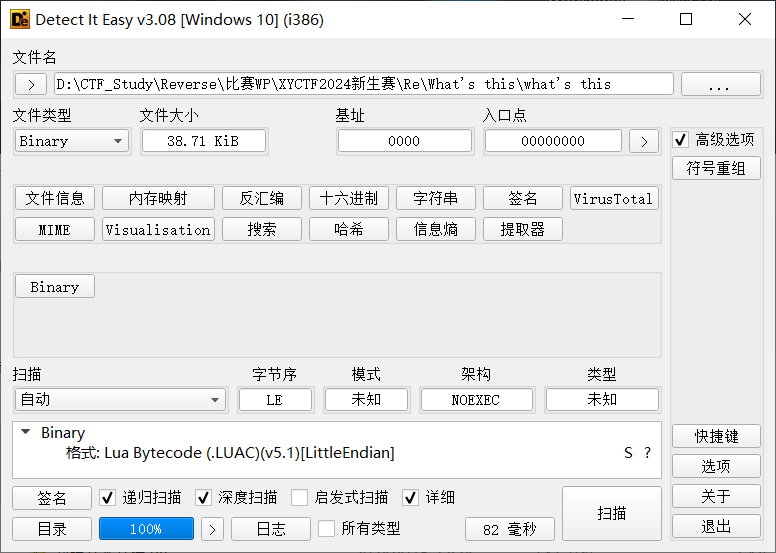 Detect It Easy v3.08 [Windows 10] (i386)
文件名
> D:\CTF_Study\Reverse\比赛WP\XYCTF2024新生赛\Re\What's this\what's this ...
文件类型 文件大小 基址 入口点
Binary 38.71 KiB 0000 00000000 >
高级选项
符号重组
文件信息 内存映射 反汇编 十六进制 字符串 签名 VirusTotal
MIME Visualisation 搜索 哈希 信息熵 提取器
Binary
扫描 字节序 模式 架构 类型
自动 LE 未知 NOEXEC 未知
Binary
格式: Lua Bytecode (.LUAC)(v5.1)[LittleEndian] S ?
快捷键
选项
关于
退出
签名 递归扫描 深度扫描 启发式扫描 详细
扫描
目录 100% > 日志 所有类型 82 毫秒